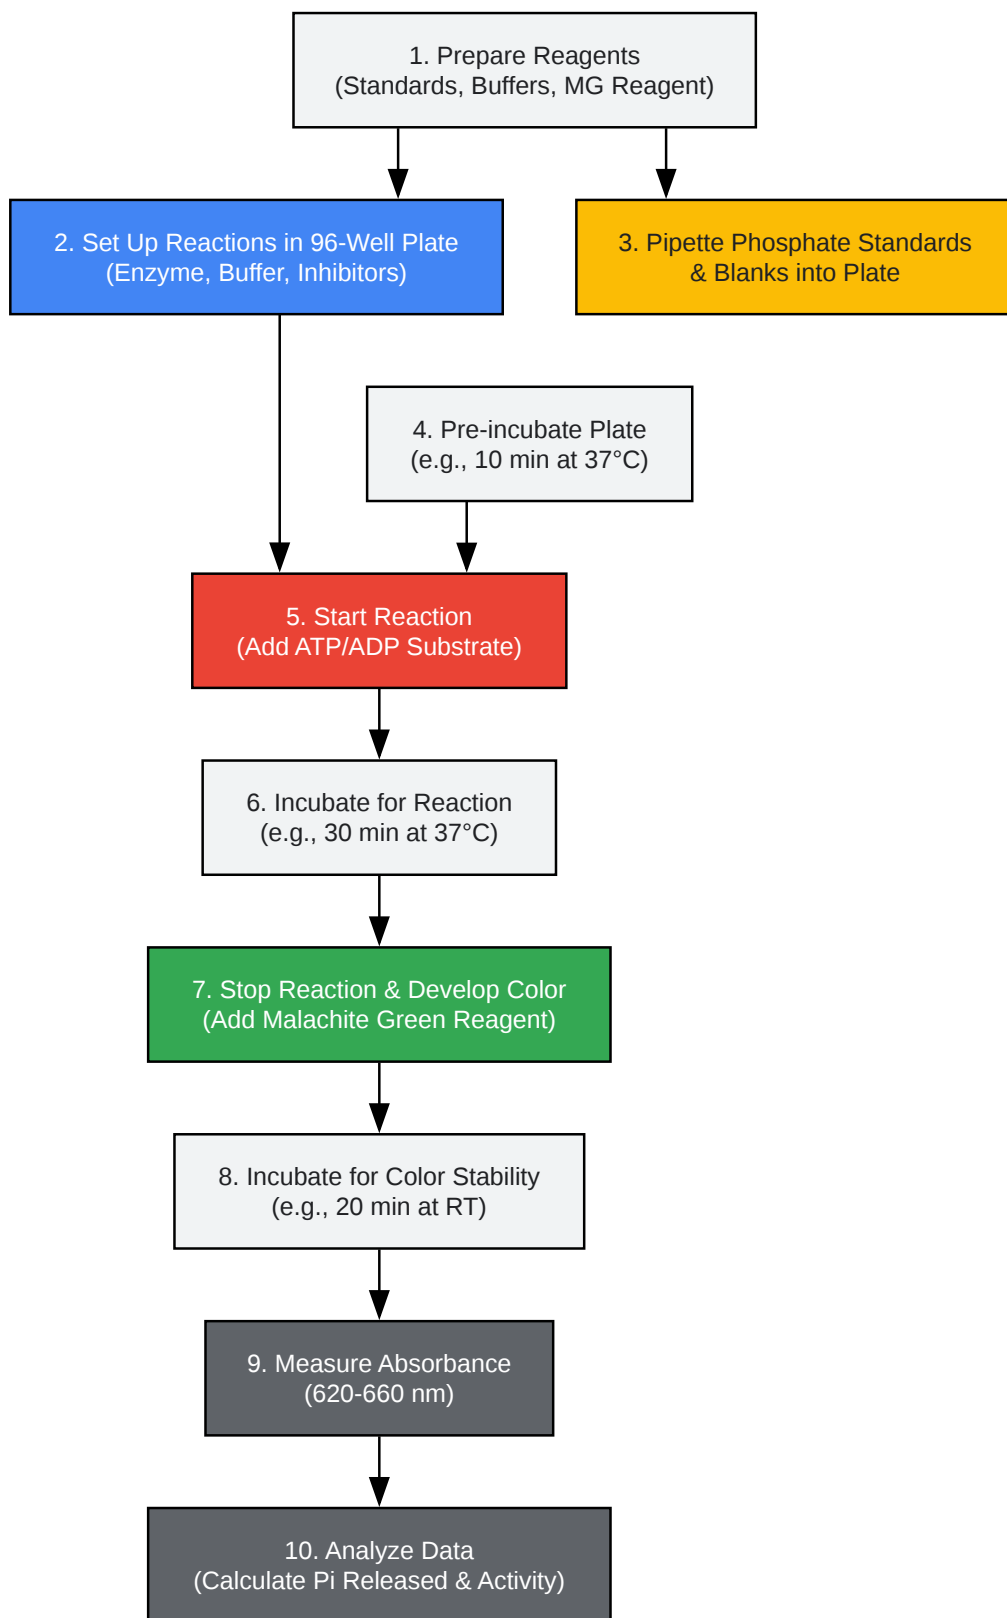 1. Prepare Reagents
(Standards, Buffers, MG Reagent)
2. Set Up Reactions in 96-Well Plate
(Enzyme, Buffer, Inhibitors)
3. Pipette Phosphate Standards
& Blanks into Plate
4. Pre-incubate Plate
(e.g., 10 min at 37°C)
5. Start Reaction
(Add ATP/ADP Substrate)
6. Incubate for Reaction
(e.g., 30 min at 37°C)
7. Stop Reaction & Develop Color
(Add Malachite Green Reagent)
8. Incubate for Color Stability
(e.g., 20 min at RT)
9. Measure Absorbance
(620-660 nm)
10. Analyze Data
(Calculate Pi Released & Activity)